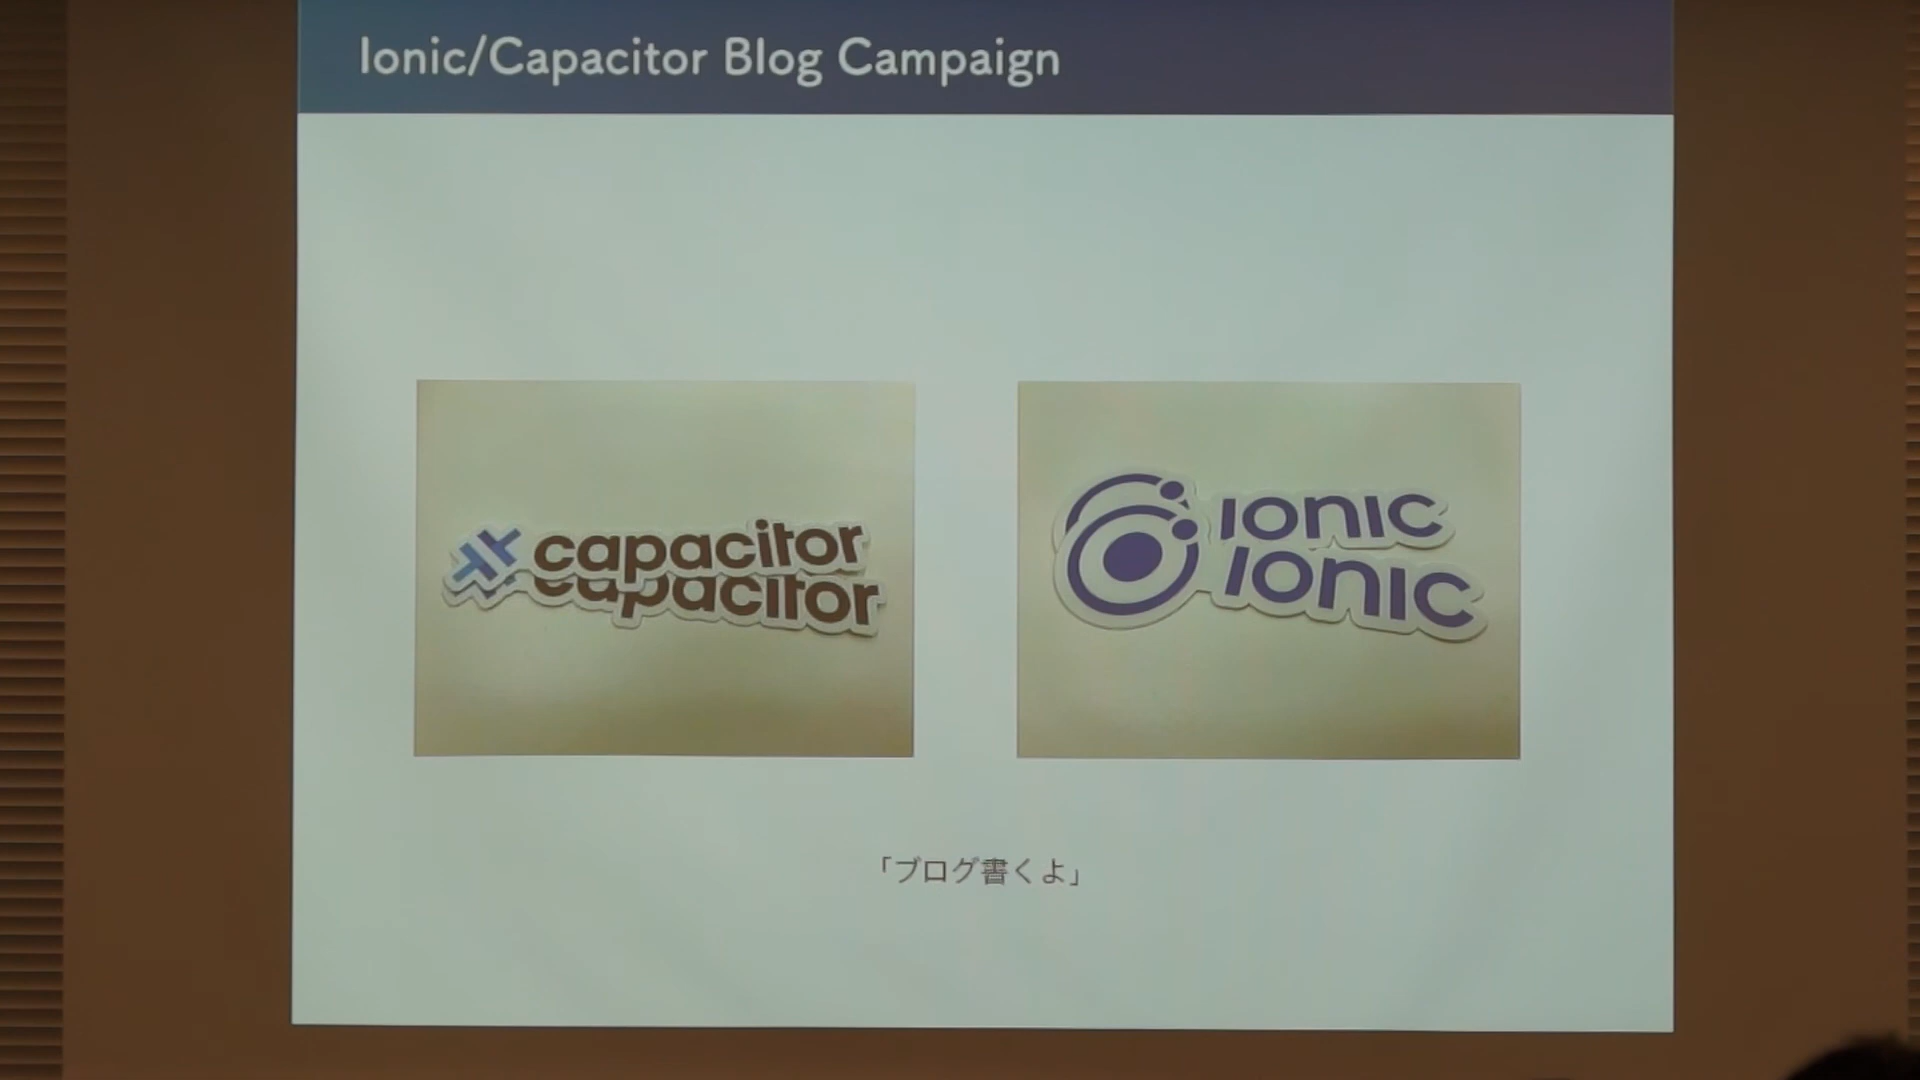 Ionic/Capacitor Blog Campaign
capacitor
capacitor
ionic
ionic
「ブログ書くよ」